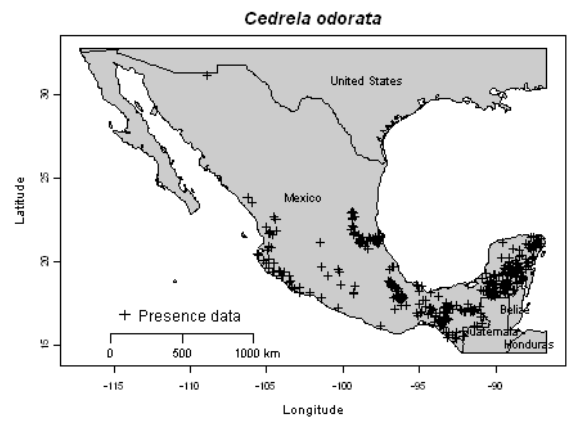 Cedrela odorata
United States
Mexico
Belize
Guatemala
Honduras
+ Presence data
0 500 1000 km
Latitude
30
25
20
15
-115 -110 -105 -100 -95 -90
Longitude